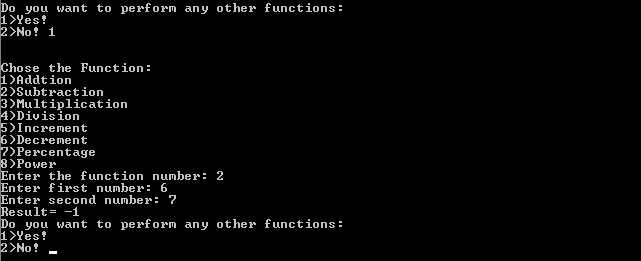 Do you want to perform any other functions:
1>Yes!
2>No! 1
Chose the Function:
1>Addtion
2>Subtraction
3>Multiplication
4>Division
5>Increment
6>Decrement
7>Percentage
8>Power
Enter the function number: 2
Enter first number: 6
Enter second number: 7
Result= -1
Do you want to perform any other functions:
1>Yes!
2>No! _